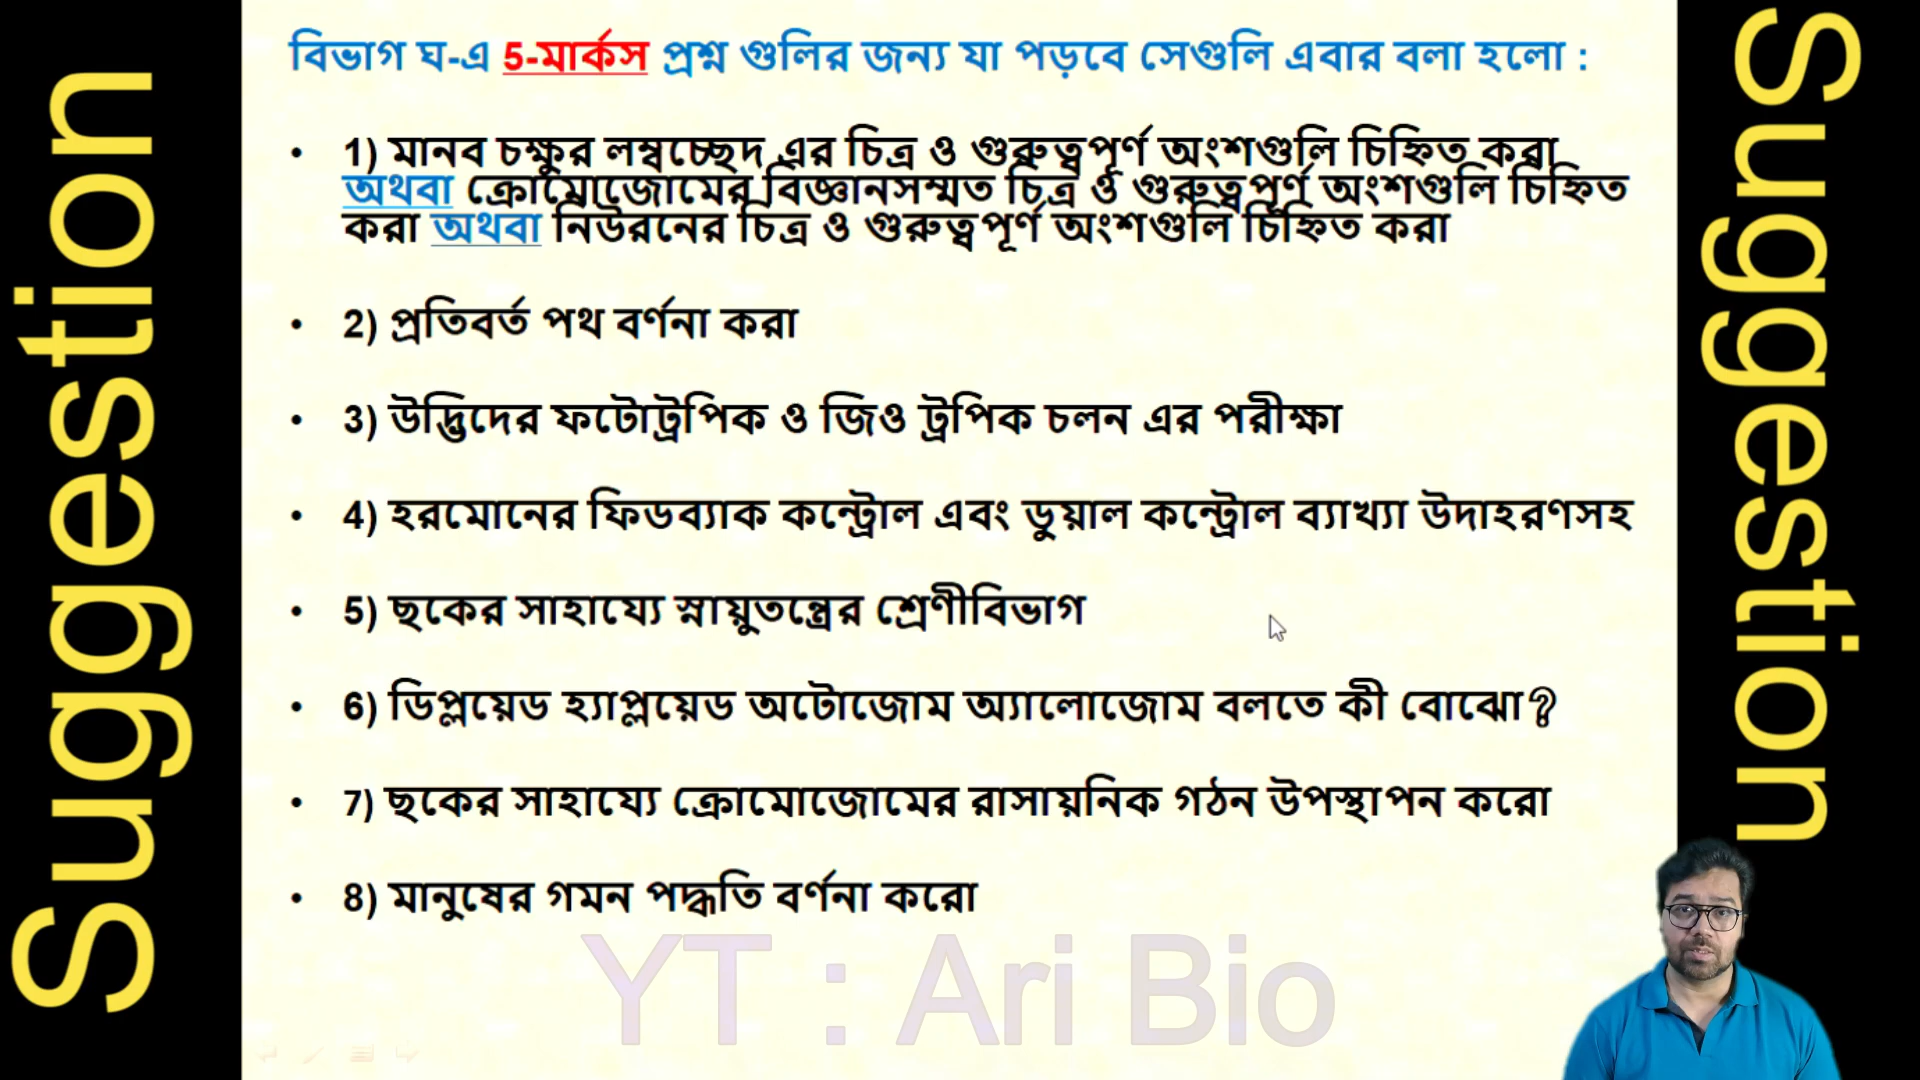 Suggestion
বিভাগ ঘ-এ 5-মার্কস প্রশ্ন গুলির জন্য যা পড়বে সেগুলি এবার বলা হলো :
• 1) মানব চক্ষুর লম্বচ্ছেদ এর চিত্র ও গুরুত্বপূর্ণ অংশগুলি চিহ্নিত করা
অথবা ক্রোমোজোমের বিজ্ঞানসম্মত চিত্র ও গুরুত্বপূর্ণ অংশগুলি চিহ্নিত
করা অথবা নিউরনের চিত্র ও গুরুত্বপূর্ণ অংশগুলি চিহ্নিত করা
• 2) প্রতিবর্ত পথ বর্ণনা করা
• 3) উদ্ভিদের ফটোট্রপিক ও জিও ট্রপিক চলন এর পরীক্ষা
• 4) হরমোনের ফিডব্যাক কন্ট্রোল এবং ডুয়াল কন্ট্রোল ব্যাখ্যা উদাহরণসহ
• 5) ছকের সাহায্যে স্নায়ুতন্ত্রের শ্রেণীবিভাগ
• 6) ডিপ্লয়েড হ্যাপ্লয়েড অটোজোম অ্যালোজোম বলতে কী বোঝো?
• 7) ছকের সাহায্যে ক্রোমোজোমের রাসায়নিক গঠন উপস্থাপন করো
• 8) মানুষের গমন পদ্ধতি বর্ণনা করো
YT : Ari Bio
Suggestion